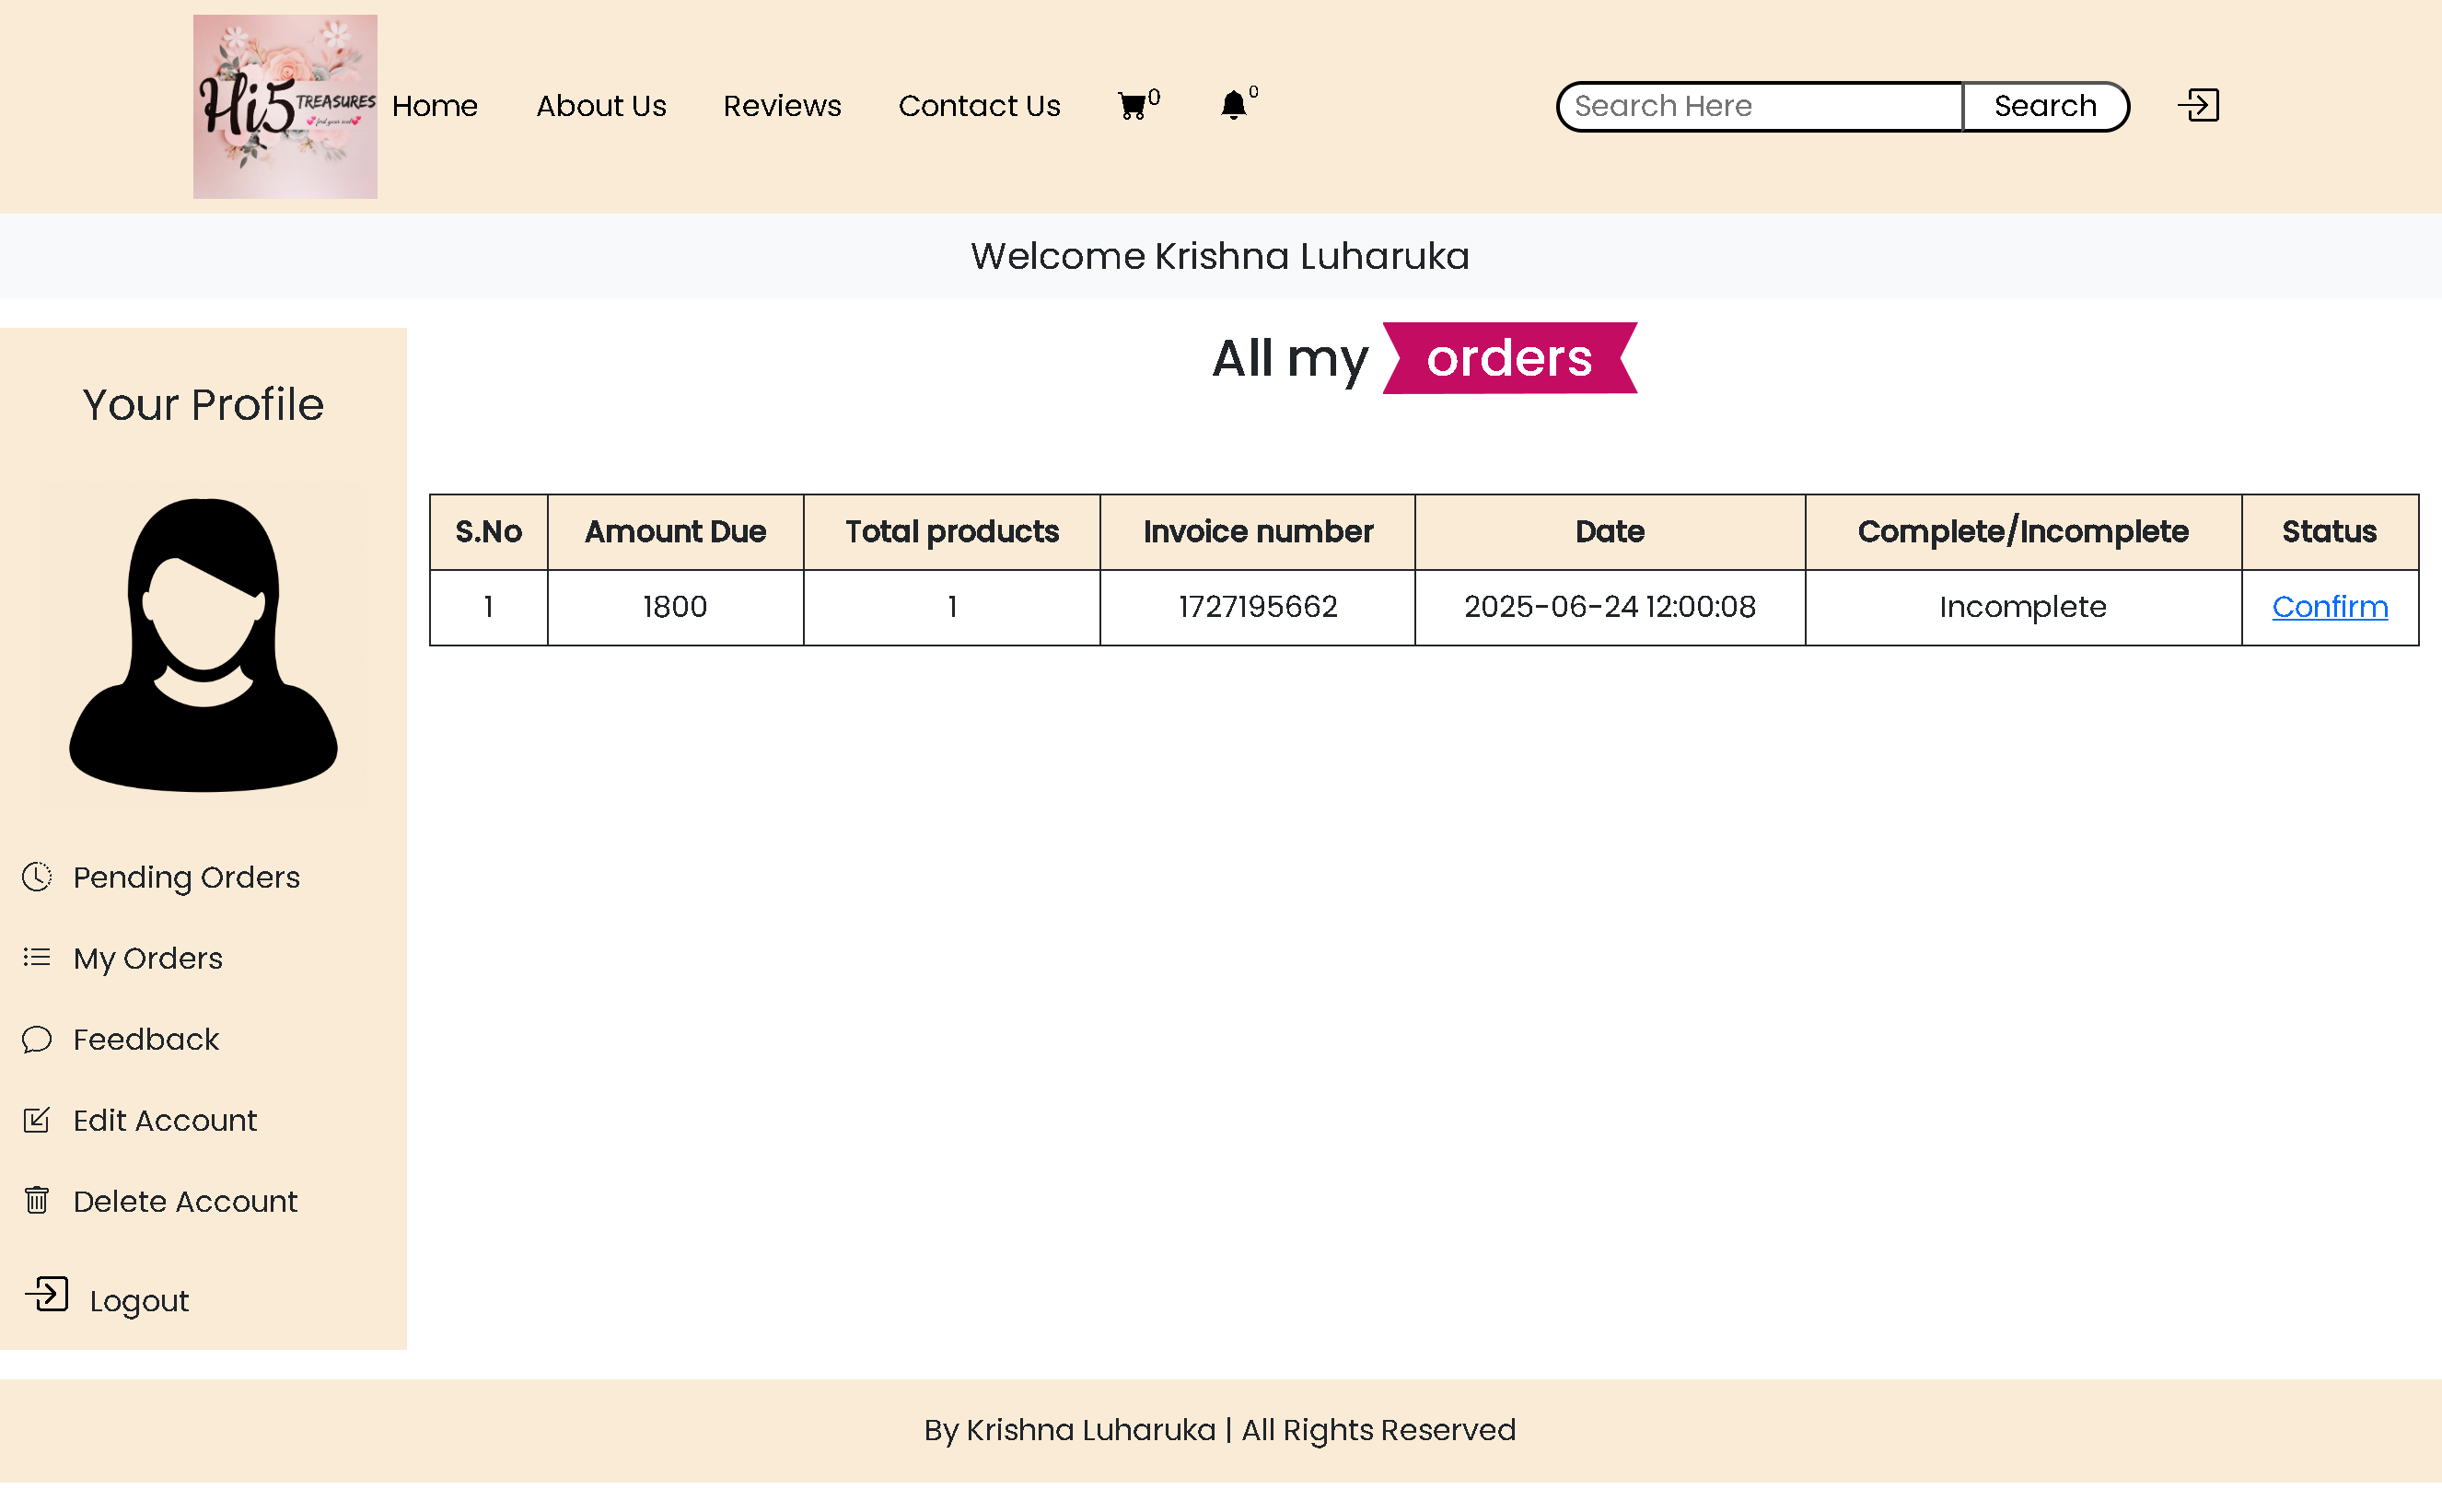 Hi5 TREASURES
find your soul
Home About Us Reviews Contact Us 0 0 Search Here Search
Welcome Krishna Luharuka
All my orders
Your Profile
S.No Amount Due Total products Invoice number Date Complete/Incomplete Status
1 1800 1 1727195662 2025-06-24 12:00:08 Incomplete Confirm
Pending Orders
My Orders
Feedback
Edit Account
Delete Account
Logout
By Krishna Luharuka | All Rights Reserved